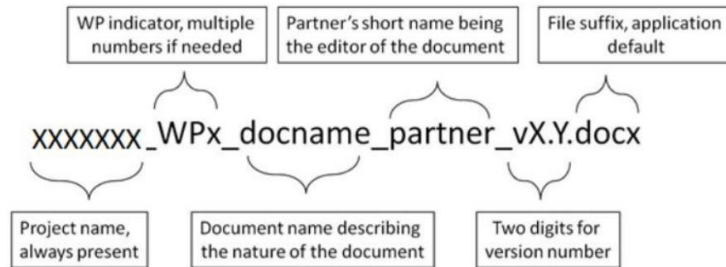 WP indicator, multiple
numbers if needed
Partner’s short name being
the editor of the document
File suffix, application
default
XXXXXXX_WPx_docname_partner_vX.Y.docx
Project name,
always present
Document name describing
the nature of the document
Two digits for
version number